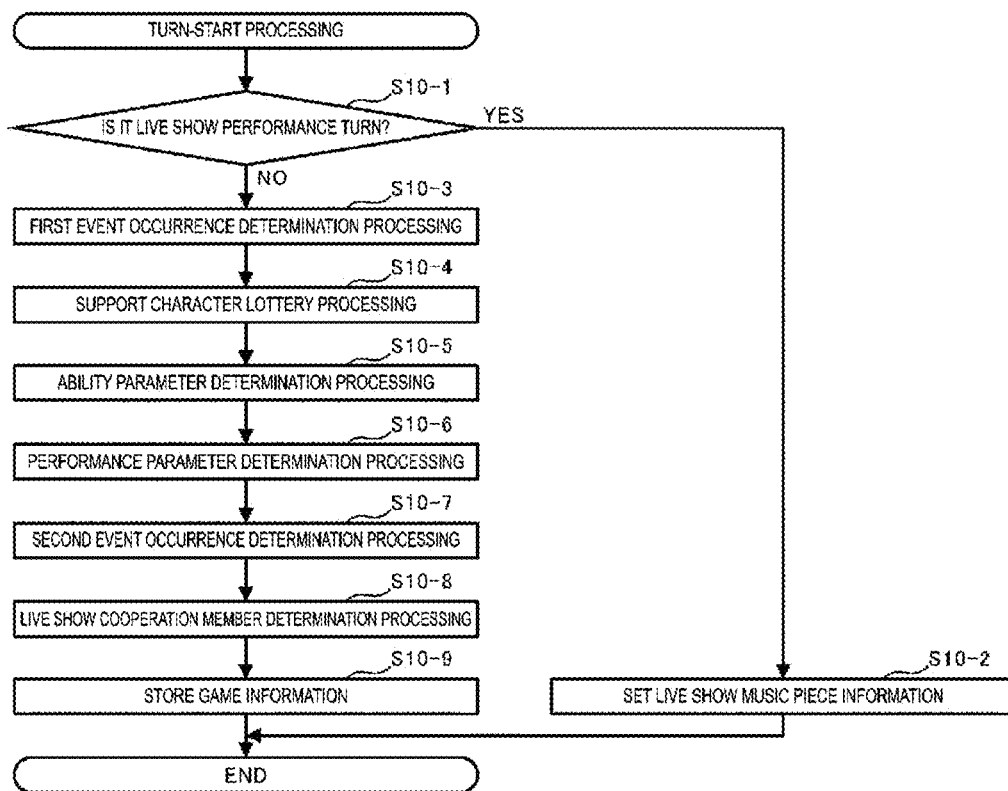 TURN-START PROCESSING
S10-1
IS IT LIVE SHOW PERFORMANCE TURN?
YES
NO
S10-3
FIRST EVENT OCCURRENCE DETERMINATION PROCESSING
S10-4
SUPPORT CHARACTER LOTTERY PROCESSING
S10-5
ABILITY PARAMETER DETERMINATION PROCESSING
S10-6
PERFORMANCE PARAMETER DETERMINATION PROCESSING
S10-7
SECOND EVENT OCCURRENCE DETERMINATION PROCESSING
S10-8
LIVE SHOW COOPERATION MEMBER DETERMINATION PROCESSING
S10-9
STORE GAME INFORMATION
S10-2
SET LIVE SHOW MUSIC PIECE INFORMATION
END